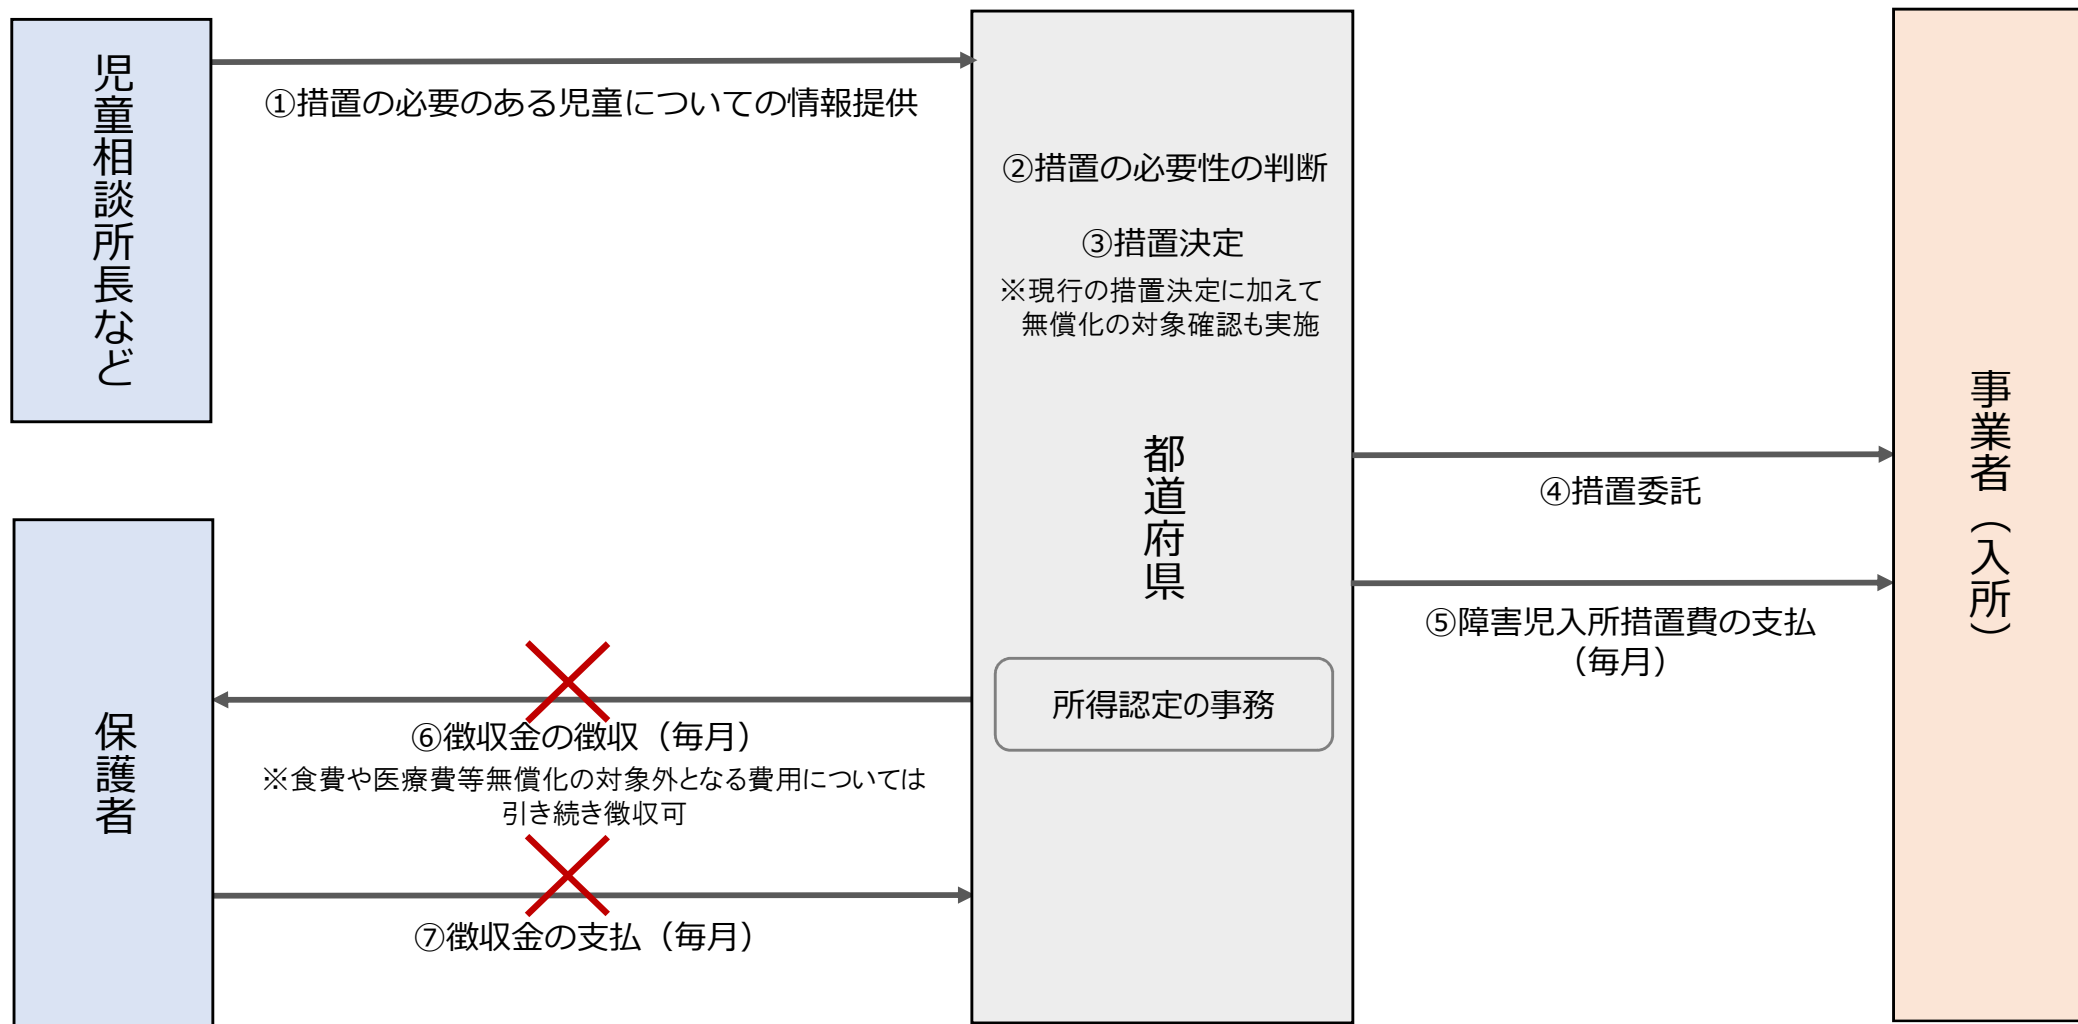 児童相談所長など
①措置の必要のある児童についての情報提供
②措置の必要性の判断
③措置決定
※現行の措置決定に加えて
無償化の対象確認も実施
都道府県
④措置委託
⑤障害児入所措置費の支払
（毎月）
事業者（入所）
所得認定の事務
保護者
⑥徴収金の徴収（毎月）
※食費や医療費等無償化の対象外となる費用については
引き続き徴収可
⑦徴収金の支払（毎月）